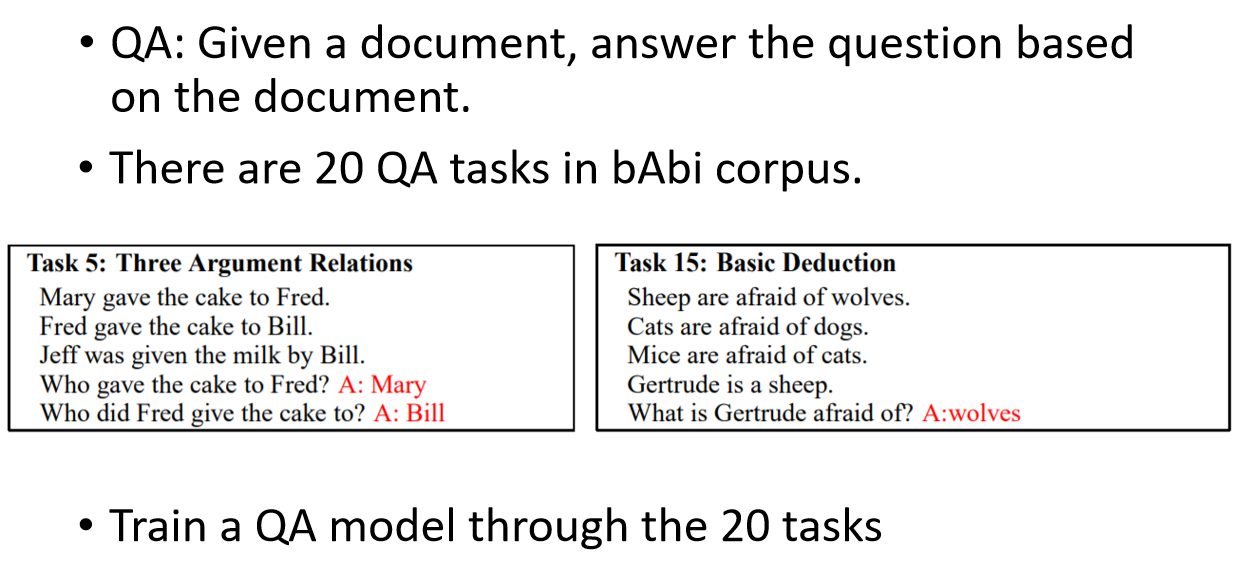 • QA: Given a document, answer the question based
on the document.
• There are 20 QA tasks in bAbi corpus.
Task 5: Three Argument Relations
Mary gave the cake to Fred.
Fred gave the cake to Bill.
Jeff was given the milk by Bill.
Who gave the cake to Fred? A: Mary
Who did Fred give the cake to? A: Bill
Task 15: Basic Deduction
Sheep are afraid of wolves.
Cats are afraid of dogs.
Mice are afraid of cats.
Gertrude is a sheep.
What is Gertrude afraid of? A:wolves
• Train a QA model through the 20 tasks